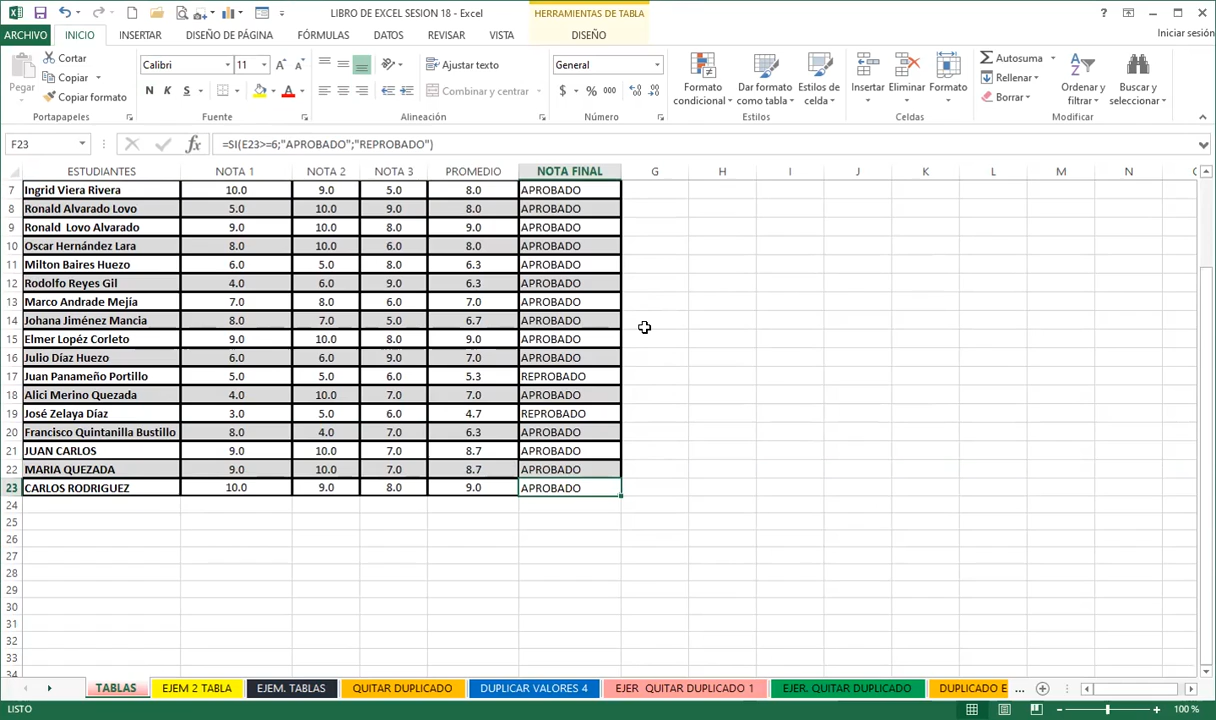 LIBRO DE EXCEL SESION 18 - Excel
HERRAMIENTAS DE TABLA
ARCHIVO INICIO INSERTAR DISEÑO DE PÁGINA FÓRMULAS DATOS REVISAR VISTA DISEÑO Iniciar sesión
Pegar
Cortar
Copiar
Copiar formato
Portapapeles
Calibri 11
N K S
Fuente
Ajustar texto
Combinar y centrar
Alineación
General
$ % 000
Número
Formato condicional
Dar formato como tabla
Estilos de celda
Estilos
Insertar
Eliminar
Formato
Celdas
Autosuma
Rellenar
Borrar
Ordenar y filtrar
Buscar y seleccionar
Modificar
F23 fx =SI(E23>=6;"APROBADO";"REPROBADO")
ESTUDIANTES NOTA 1 NOTA 2 NOTA 3 PROMEDIO NOTA FINAL G H I J K L M N
7 Ingrid Viera Rivera 10.0 9.0 5.0 8.0 APROBADO
8 Ronald Alvarado Lovo 5.0 10.0 9.0 8.0 APROBADO
9 Ronald Lovo Alvarado 9.0 10.0 8.0 9.0 APROBADO
10 Oscar Hernández Lara 8.0 10.0 6.0 8.0 APROBADO
11 Milton Baires Huezo 6.0 5.0 8.0 6.3 APROBADO
12 Rodolfo Reyes Gil 4.0 6.0 9.0 6.3 APROBADO
13 Marco Andrade Mejía 7.0 8.0 6.0 7.0 APROBADO
14 Johana Jiménez Mancia 8.0 7.0 5.0 6.7 APROBADO
15 Elmer Lopéz Corleto 9.0 10.0 8.0 9.0 APROBADO
16 Julio Díaz Huezo 6.0 6.0 9.0 7.0 APROBADO
17 Juan Panameño Portillo 5.0 5.0 6.0 5.3 REPROBADO
18 Alici Merino Quezada 4.0 10.0 7.0 7.0 APROBADO
19 José Zelaya Díaz 3.0 5.0 6.0 4.7 REPROBADO
20 Francisco Quintanilla Bustillo 8.0 4.0 7.0 6.3 APROBADO
21 JUAN CARLOS 9.0 10.0 7.0 8.7 APROBADO
22 MARIA QUEZADA 9.0 10.0 7.0 8.7 APROBADO
23 CARLOS RODRIGUEZ 10.0 9.0 8.0 9.0 APROBADO
24
25
26
27
28
29
30
31
32
33
34
TABLAS EJEM 2 TABLA EJEM. TABLAS QUITAR DUPLICADO DUPLICAR VALORES 4 EJER QUITAR DUPLICADO 1 EJER. QUITAR DUPLICADO DUPLICADO E ...
LISTO 100 %